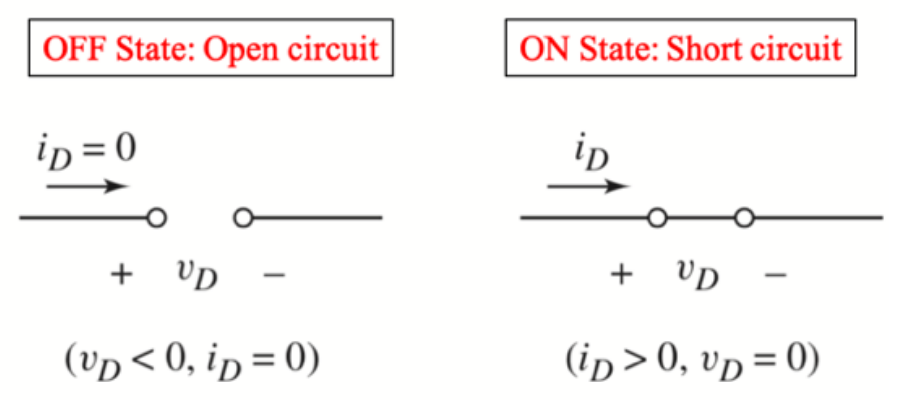 OFF State: Open circuit
i_D = 0
+ v_D −
(v_D < 0, i_D = 0)
ON State: Short circuit
i_D
+ v_D −
(i_D > 0, v_D = 0)